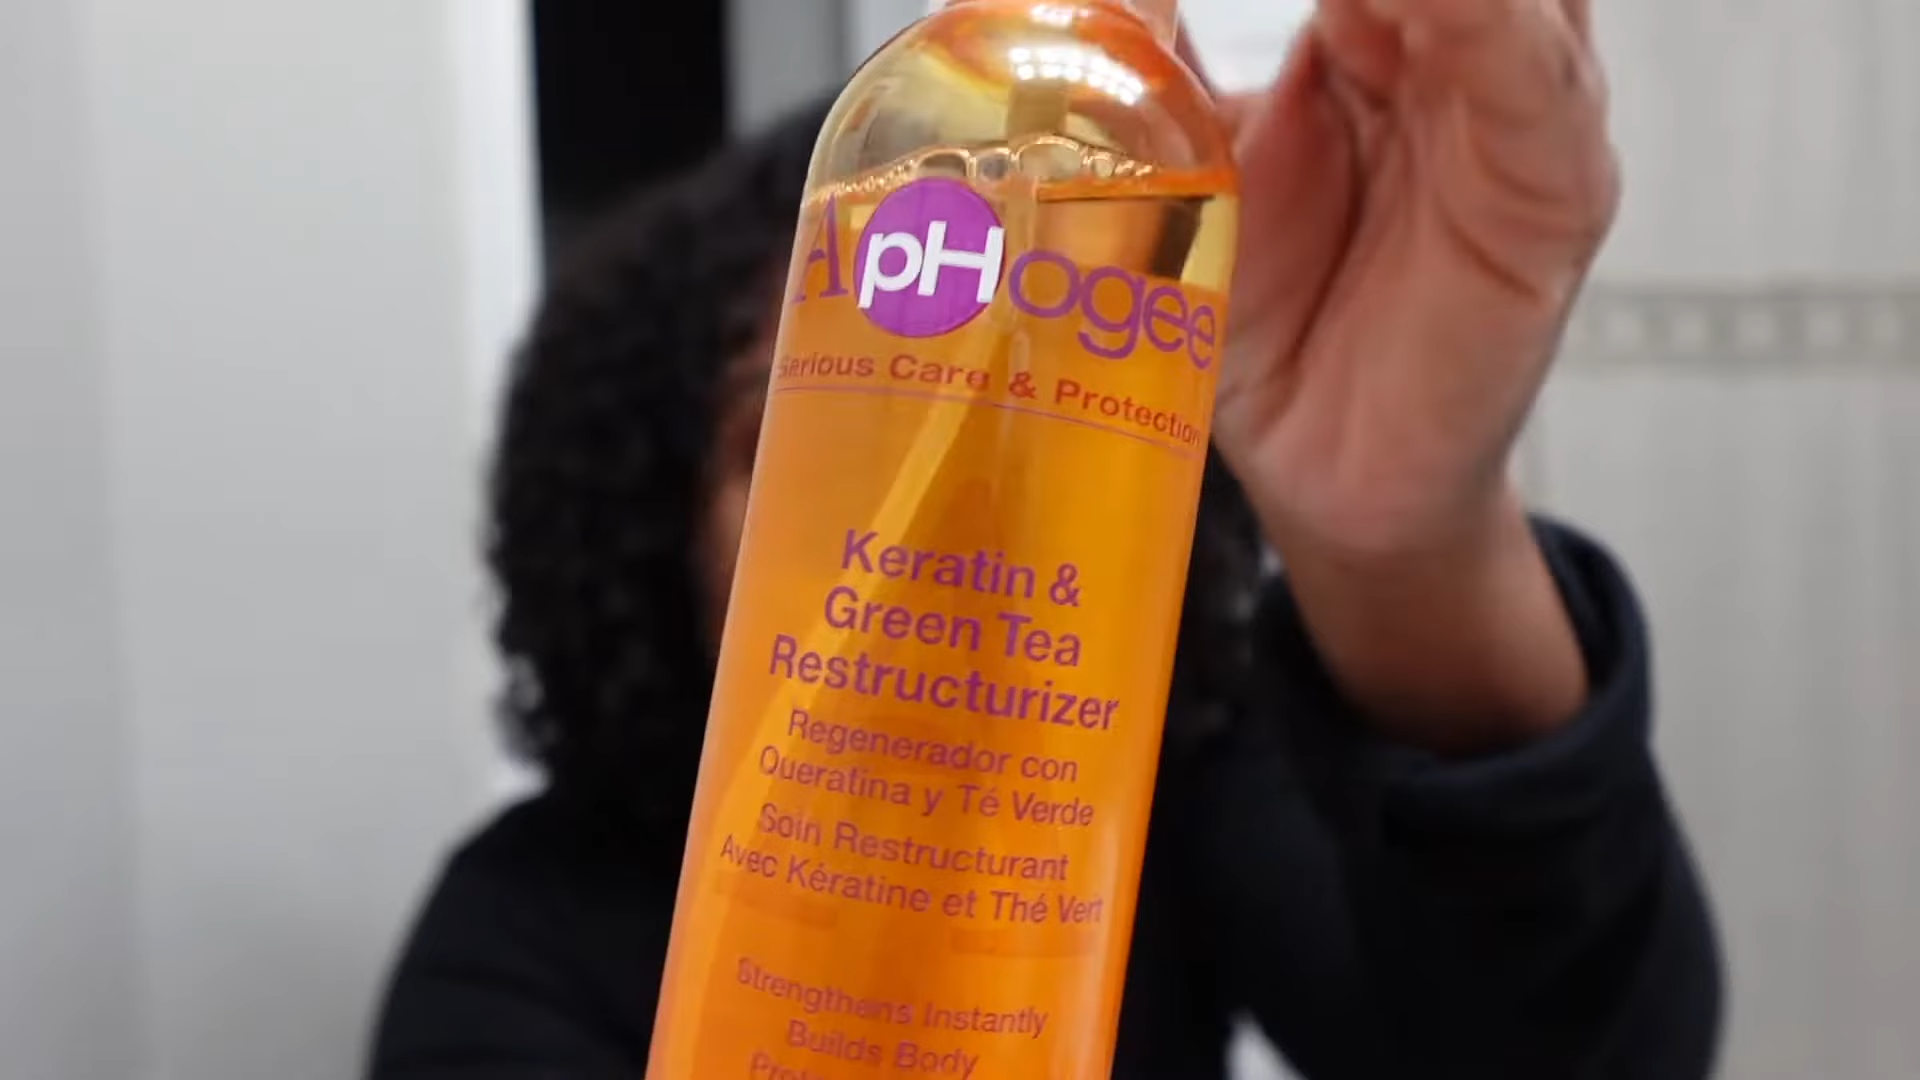 ApHogee
Serious Care & Protection
Keratin &
Green Tea
Restructurizer
Regenerador con
Queratina y Té Verde
Soin Restructurant
Avec Kératine et Thé Vert
Strengthens Instantly
Builds Body